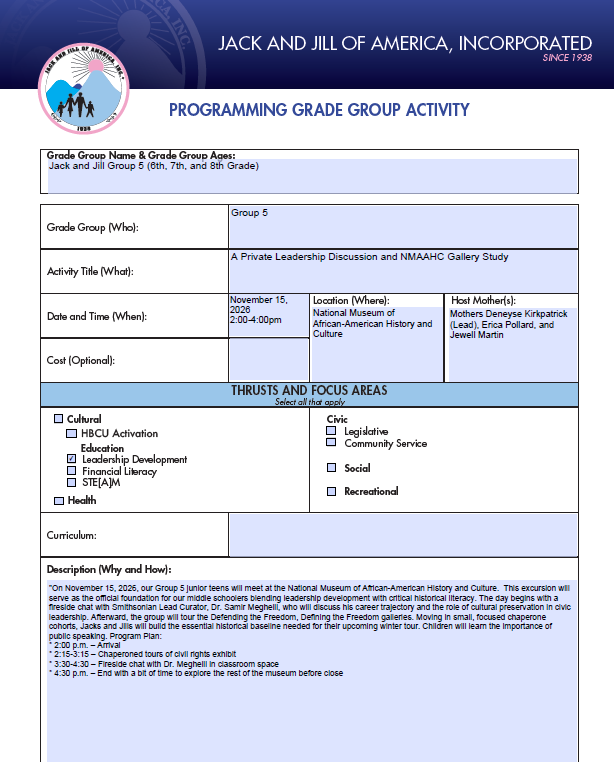 JACK AND JILL OF AMERICA, INCORPORATED
SINCE 1938
JACK AND JILL OF AMERICA, INC.
1938
PROGRAMMING GRADE GROUP ACTIVITY
Grade Group Name & Grade Group Ages:
Jack and Jill Group 5 (6th, 7th, and 8th Grade)
Grade Group (Who):
Group 5
Activity Title (What):
A Private Leadership Discussion and NMAAHC Gallery Study
Date and Time (When):
November 15,
2026
2:00-4:00pm
Location (Where):
National Museum of
African-American History and
Culture
Host Mother(s):
Mothers Deneyse Kirkpatrick
(Lead), Erica Pollard, and
Jewell Martin
Cost (Optional):
THRUSTS AND FOCUS AREAS
Select all that apply
Cultural
HBCU Activation
Education
Leadership Development
Financial Literacy
STE[A]M
Health
Civic
Legislative
Community Service
Social
Recreational
Curriculum:
Description (Why and How):
"On November 15, 2026, our Group 5 junior teens will meet at the National Museum of African-American History and Culture. This excursion will
serve as the official foundation for our middle schoolers blending leadership development with critical historical literacy. The day begins with a
fireside chat with Smithsonian Lead Curator, Dr. Samir Meghelli, who will discuss his career trajectory and the role of cultural preservation in civic
leadership. Afterward, the group will tour the Defending the Freedom, Defining the Freedom galleries. Moving in small, focused chaperone
cohorts, Jacks and Jills will build the essential historical baseline needed for their upcoming winter tour. Children will learn the importance of
public speaking. Program Plan:
* 2:00 p.m. – Arrival
* 2:15-3:15 – Chaperoned tours of civil rights exhibit
* 3:30-4:30 – Fireside chat with Dr. Meghelli in classroom space
* 4:30 p.m. – End with a bit of time to explore the rest of the museum before close